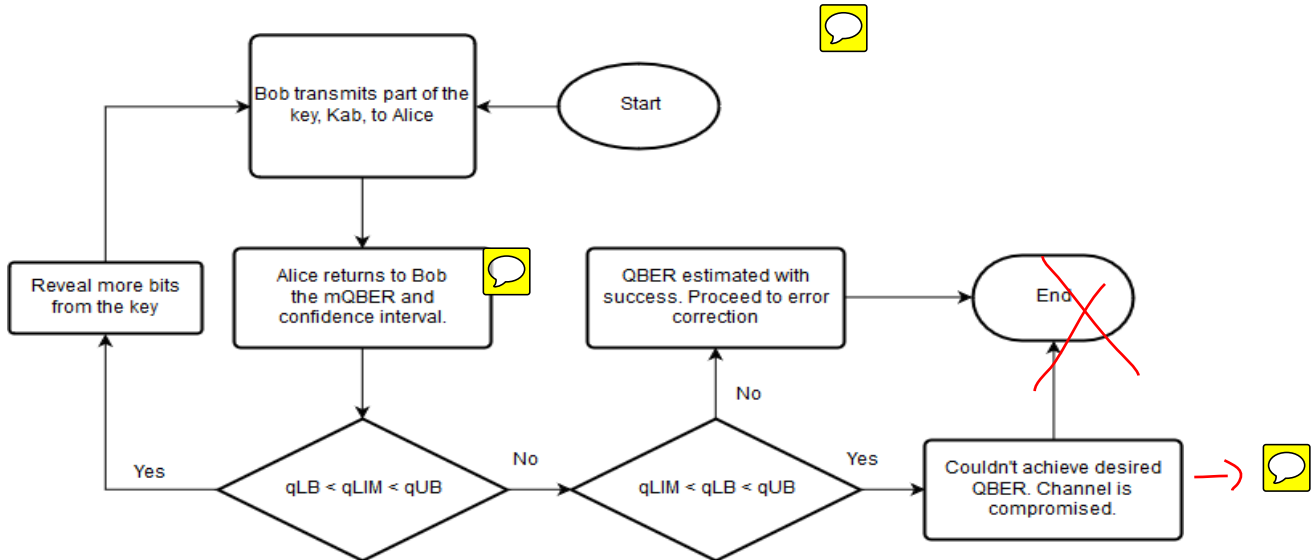 Start
Bob transmits part of the
key, Kab, to Alice
Reveal more bits
from the key
Alice returns to Bob
the mQBER and
confidence interval.
QBER estimated with
success. Proceed to error
correction
End
No
Yes
No
Yes
qLB < qLIM < qUB
qLIM < qLB < qUB
Couldn't achieve desired
QBER. Channel is
compromised.